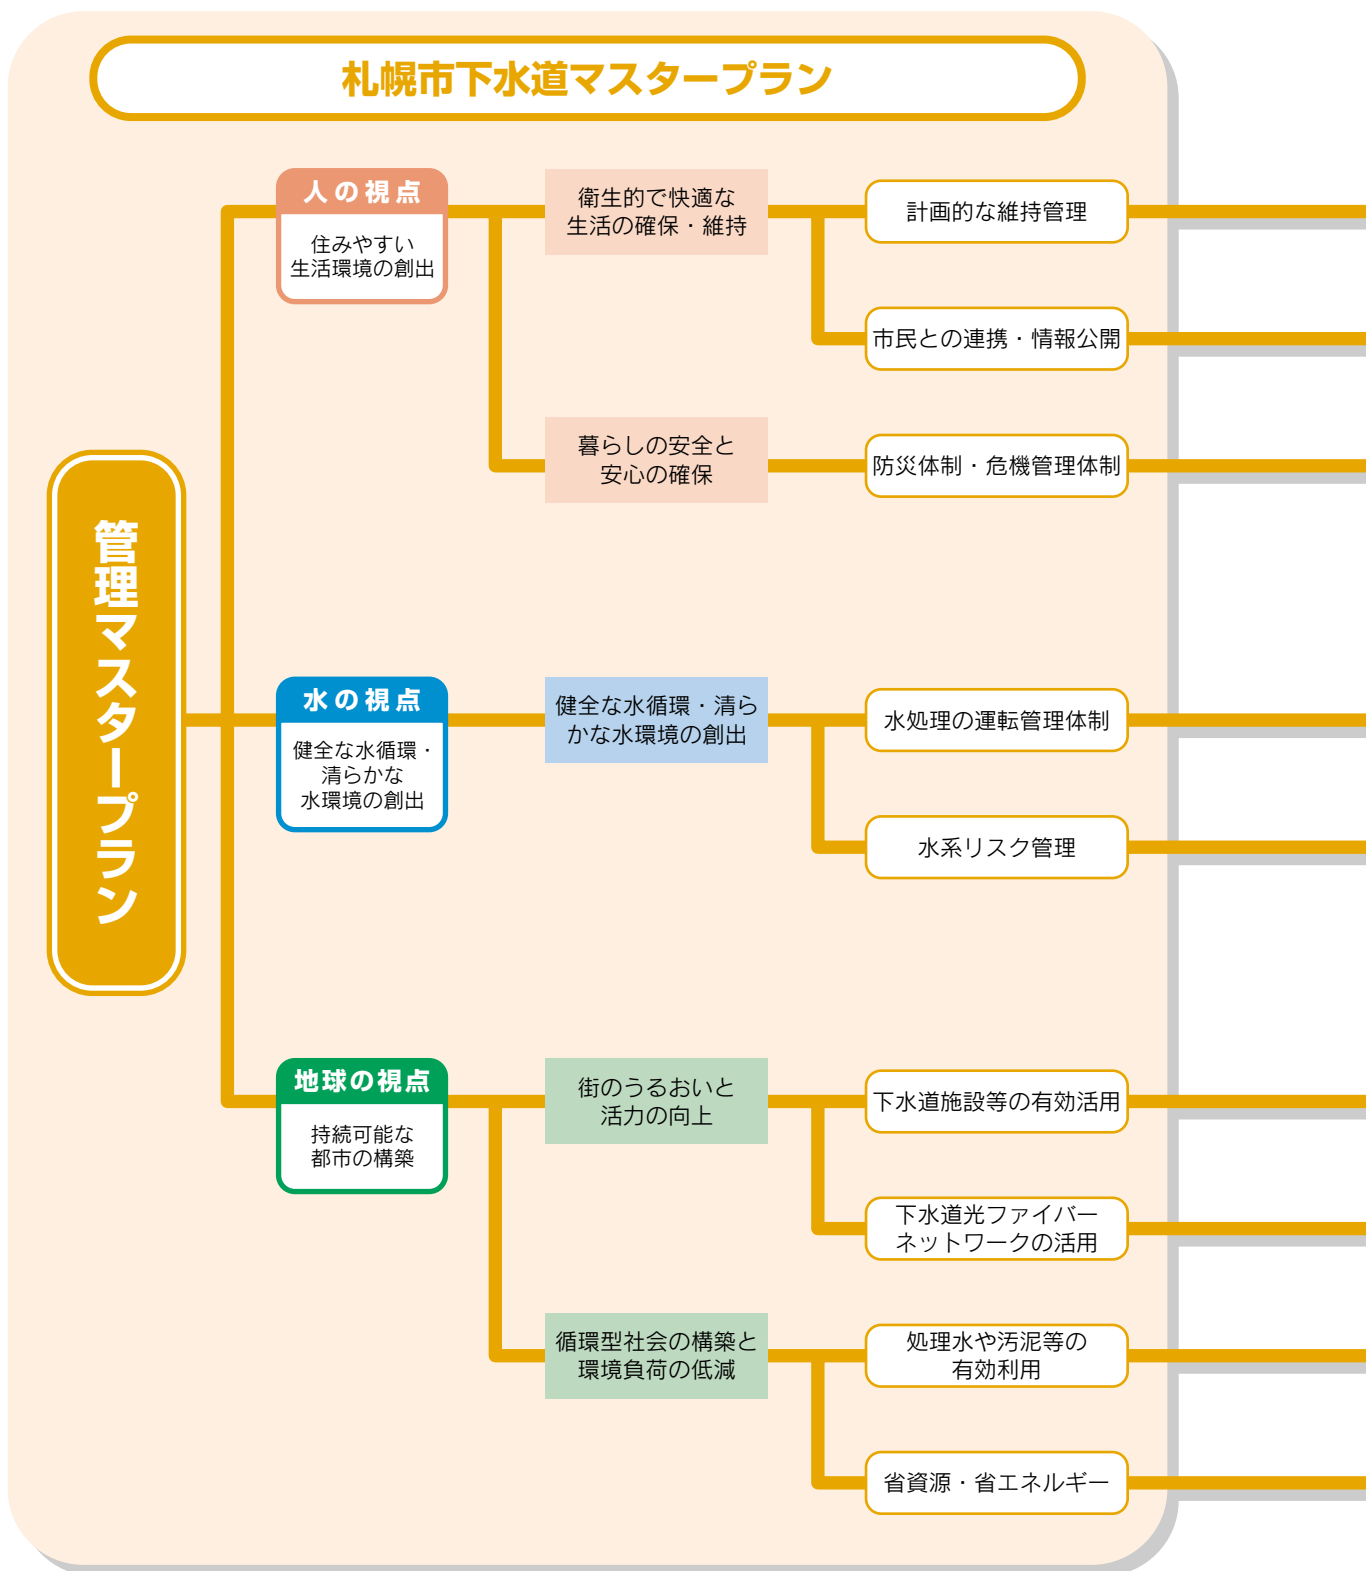 札幌市下水道マスタープラン
管理マスタープラン
人の視点
住みやすい
生活環境の創出
衛生的で快適な
生活の確保・維持
計画的な維持管理
市民との連携・情報公開
暮らしの安全と
安心の確保
防災体制・危機管理体制
水の視点
健全な水循環・
清らかな
水環境の創出
健全な水循環・清ら
かな水環境の創出
水処理の運転管理体制
水系リスク管理
地球の視点
持続可能な
都市の構築
街のうるおいと
活力の向上
下水道施設等の有効活用
下水道光ファイバー
ネットワークの活用
循環型社会の構築と
環境負荷の低減
処理水や汚泥等の
有効利用
省資源・省エネルギー